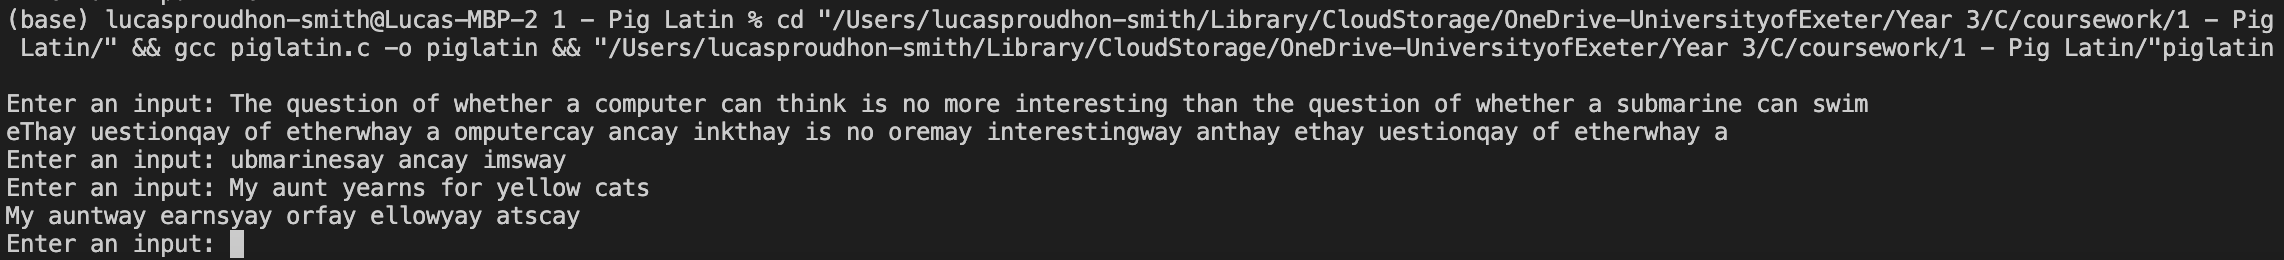 (base) lucasproudhon-smith@Lucas-MBP-2 1 - Pig Latin % cd "/Users/lucasproudhon-smith/Library/CloudStorage/OneDrive-UniversityofExeter/Year 3/C/coursework/1 - Pig
Latin/" && gcc piglatin.c -o piglatin && "/Users/lucasproudhon-smith/Library/CloudStorage/OneDrive-UniversityofExeter/Year 3/C/coursework/1 - Pig Latin/"piglatin
Enter an input: The question of whether a computer can think is no more interesting than the question of whether a submarine can swim
eThay uestionqay of etherwhay a omputercay ancay inkthay is no oremay interestingway anthay ethay uestionqay of etherwhay a
Enter an input: ubmarinesay ancay imsway
Enter an input: My aunt yearns for yellow cats
My auntway earnsyay orfay ellowyay atscay
Enter an input: